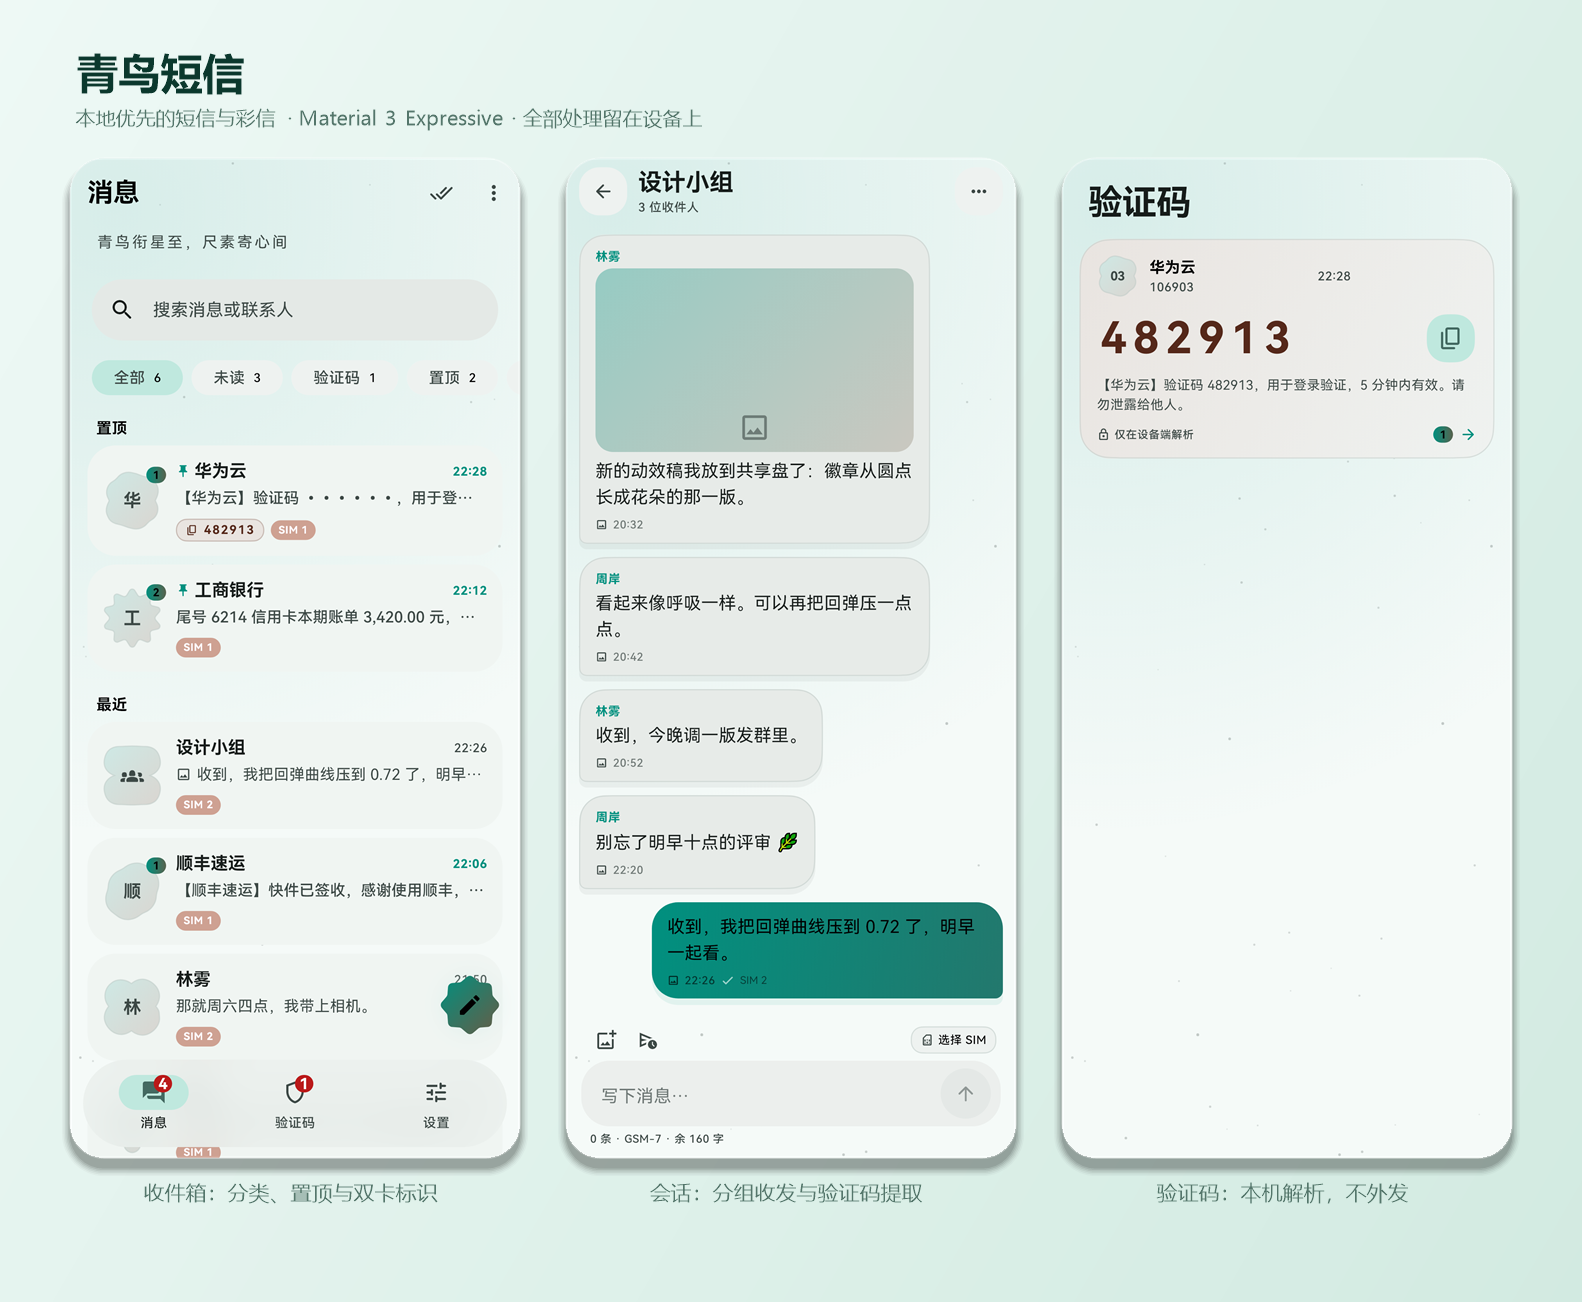 青鸟短信
本地优先的短信与彩信 · Material 3 Expressive · 全部处理留在设备上
消息
青鸟衔星至，尺素寄心间
搜索消息或联系人
全部 6
未读 3
验证码 1
置顶 2
置顶
华
1
华为云
22:28
【华为云】验证码 • • • • • •，用于登…
482913
SIM 1
工
2
工商银行
22:12
尾号 6214 信用卡本期账单 3,420.00 元，…
SIM 1
最近
设计小组
22:26
收到，我把回弹曲线压到 0.72 了，明早…
SIM 2
顺
1
顺丰速运
22:06
【顺丰速运】快件已签收，感谢使用顺丰，…
SIM 1
林
林雾
那就周六四点，我带上相机。
SIM 2
4
消息
1
验证码
设置
SIM 1
收件箱：分类、置顶与双卡标识
设计小组
3 位收件人
林雾
新的动效稿我放到共享盘了：徽章从圆点
长成花朵的那一版。
20:32
周岸
看起来像呼吸一样。可以再把回弹压一点
点。
20:42
林雾
收到，今晚调一版发群里。
20:52
周岸
别忘了明早十点的评审
22:20
收到，我把回弹曲线压到 0.72 了，明早
一起看。
22:26 SIM 2
选择 SIM
写下消息…
0 条 · GSM-7 · 余 160 字
会话：分组收发与验证码提取
验证码
03
华为云
106903
22:28
482913
【华为云】验证码 482913，用于登录验证，5 分钟内有效。请
勿泄露给他人。
仅在设备端解析
1
验证码：本机解析，不外发